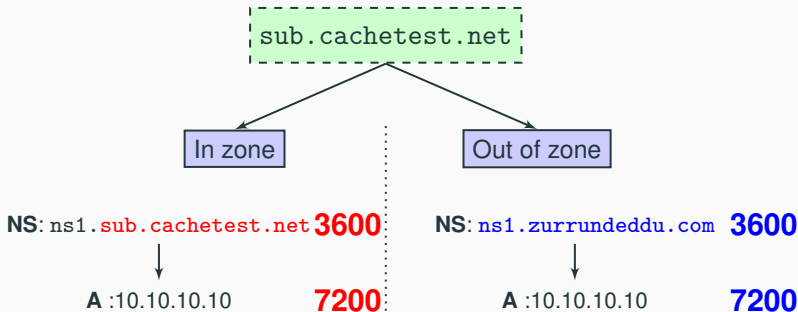 sub.cachetest.net
In zone
Out of zone
NS: ns1.sub.cachetest.net 3600
NS: ns1.zurrundeddu.com 3600
A :10.10.10.10 7200
A :10.10.10.10 7200